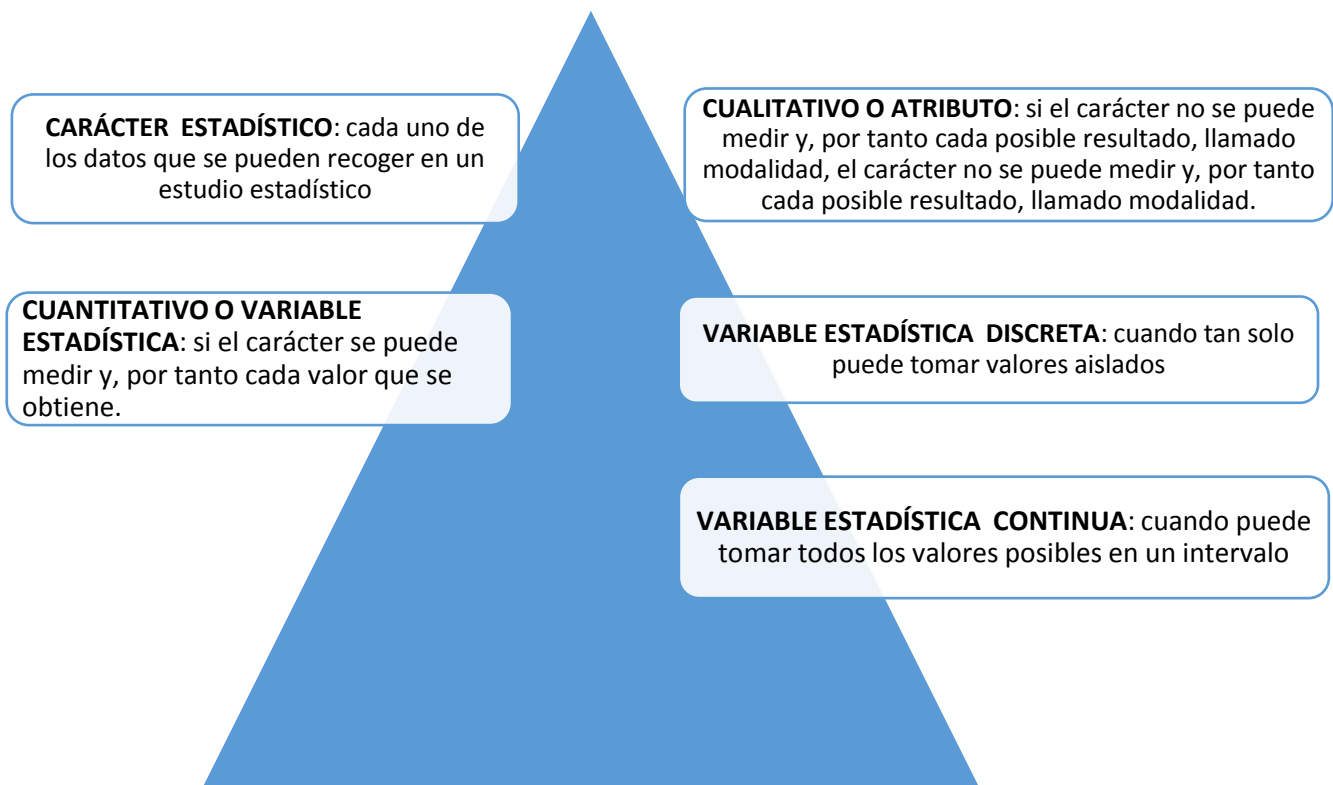 CARÁCTER ESTADÍSTICO: cada uno de
los datos que se pueden recoger en un
estudio estadístico
CUALITATIVO O ATRIBUTO: si el carácter no se puede
medir y, por tanto cada posible resultado, llamado
modalidad, el carácter no se puede medir y, por tanto
cada posible resultado, llamado modalidad.
CUANTITATIVO O VARIABLE
ESTADÍSTICA: si el carácter se puede
medir y, por tanto cada valor que se
obtiene.
VARIABLE ESTADÍSTICA DISCRETA: cuando tan solo
puede tomar valores aislados
VARIABLE ESTADÍSTICA CONTINUA: cuando puede
tomar todos los valores posibles en un intervalo